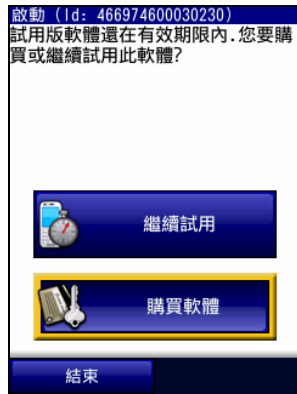 啟動 (Id: 466974600030230)
試用版軟體還在有效期限內.您要購
買或繼續試用此軟體?
繼續試用
購買軟體
結束